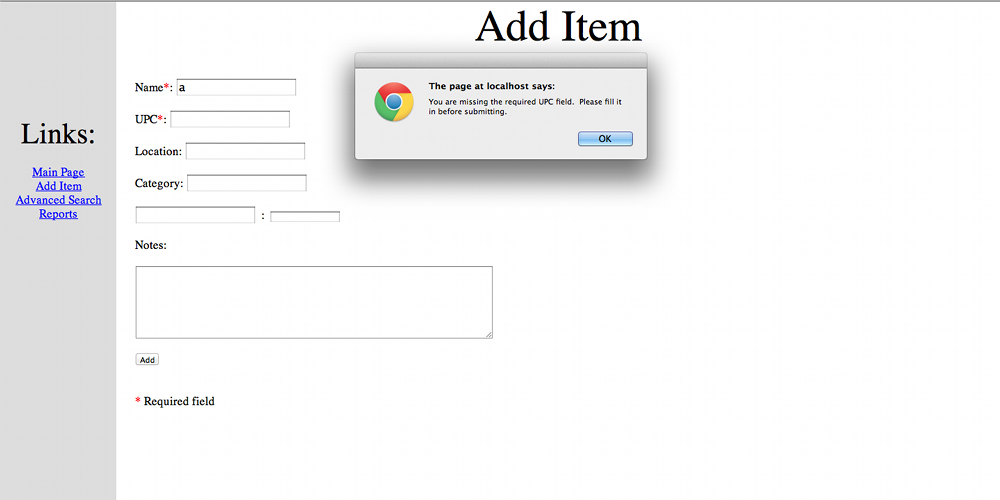 Add Item
The page at localhost says:
You are missing the required UPC field. Please fill it
in before submitting.
OK
Links:
Main Page
Add Item
Advanced Search
Reports
Name*: a
UPC*:
Location:
Category:
:
Notes:
Add
* Required field